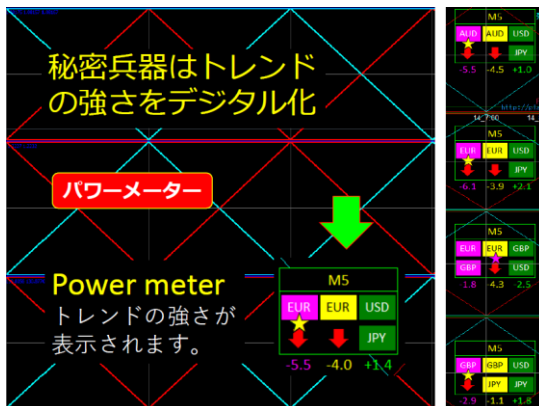 秘密兵器はトレンド
の強さをデジタル化
パワーメーター
Power meter
トレンドの強さが
表示されます。
M5
EUR EUR USD
JPY
-5.5 -4.0 +1.4
M5
AUD AUD USD
JPY
-5.5 -4.5 +1.0
M5
EUR EUR USD
JPY
-6.1 -3.9 +2.1
M5
EUR EUR GBP
GBP USD
1.8 -4.3 -2.5
M5
GBP GBP USD
JPY JPY
-2.9 -1.1 +1.8